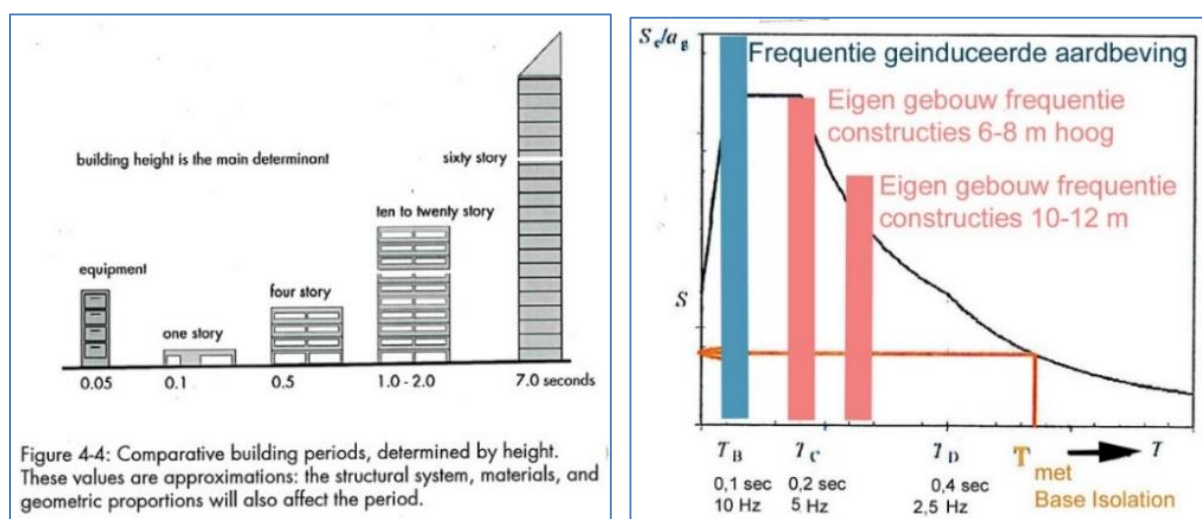 building height is the main determinant
sixty story
ten to twenty story
equipment
four story
one story
0.05
0.1
0.5
1.0 - 2.0
7.0 seconds
Figure 4-4: Comparative building periods, determined by height.
These values are approximations: the structural system, materials, and
geometric proportions will also affect the period.
Sₑ/a_g
Frequentie geinduceerde aardbeving
Eigen gebouw frequentie
constructies 6-8 m hoog
Eigen gebouw frequentie
constructies 10-12 m
S
T_B
T_C
T_D
T
T
0,1 sec
0,2 sec
0,4 sec
met
10 Hz
5 Hz
2,5 Hz
Base Isolation